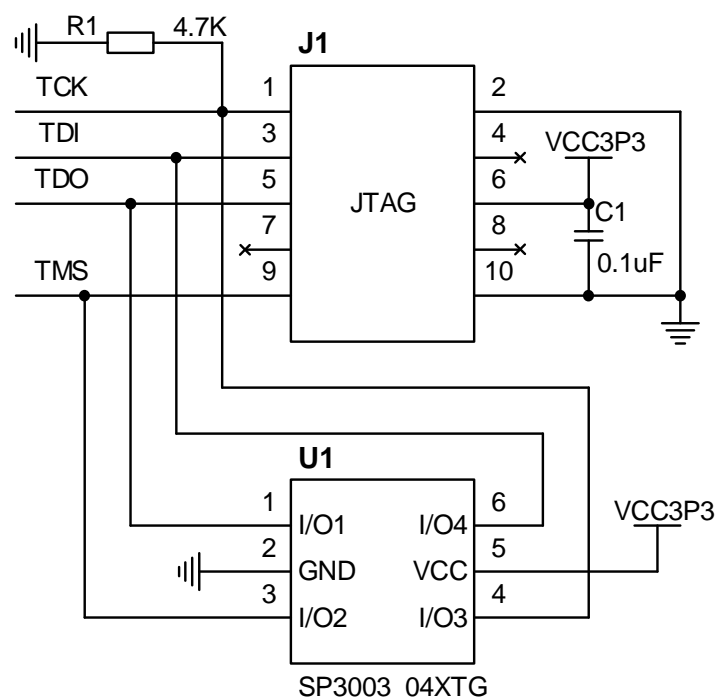 R1 4.7K
J1
TCK 1 2
TDI 3 4 VCC3P3
TDO 5 6
JTAG C1
7 8
0.1uF
TMS 9 10
U1
1 6 VCC3P3
I/O1 I/O4
2 5
GND VCC
3 4
I/O2 I/O3
SP3003_04XTG